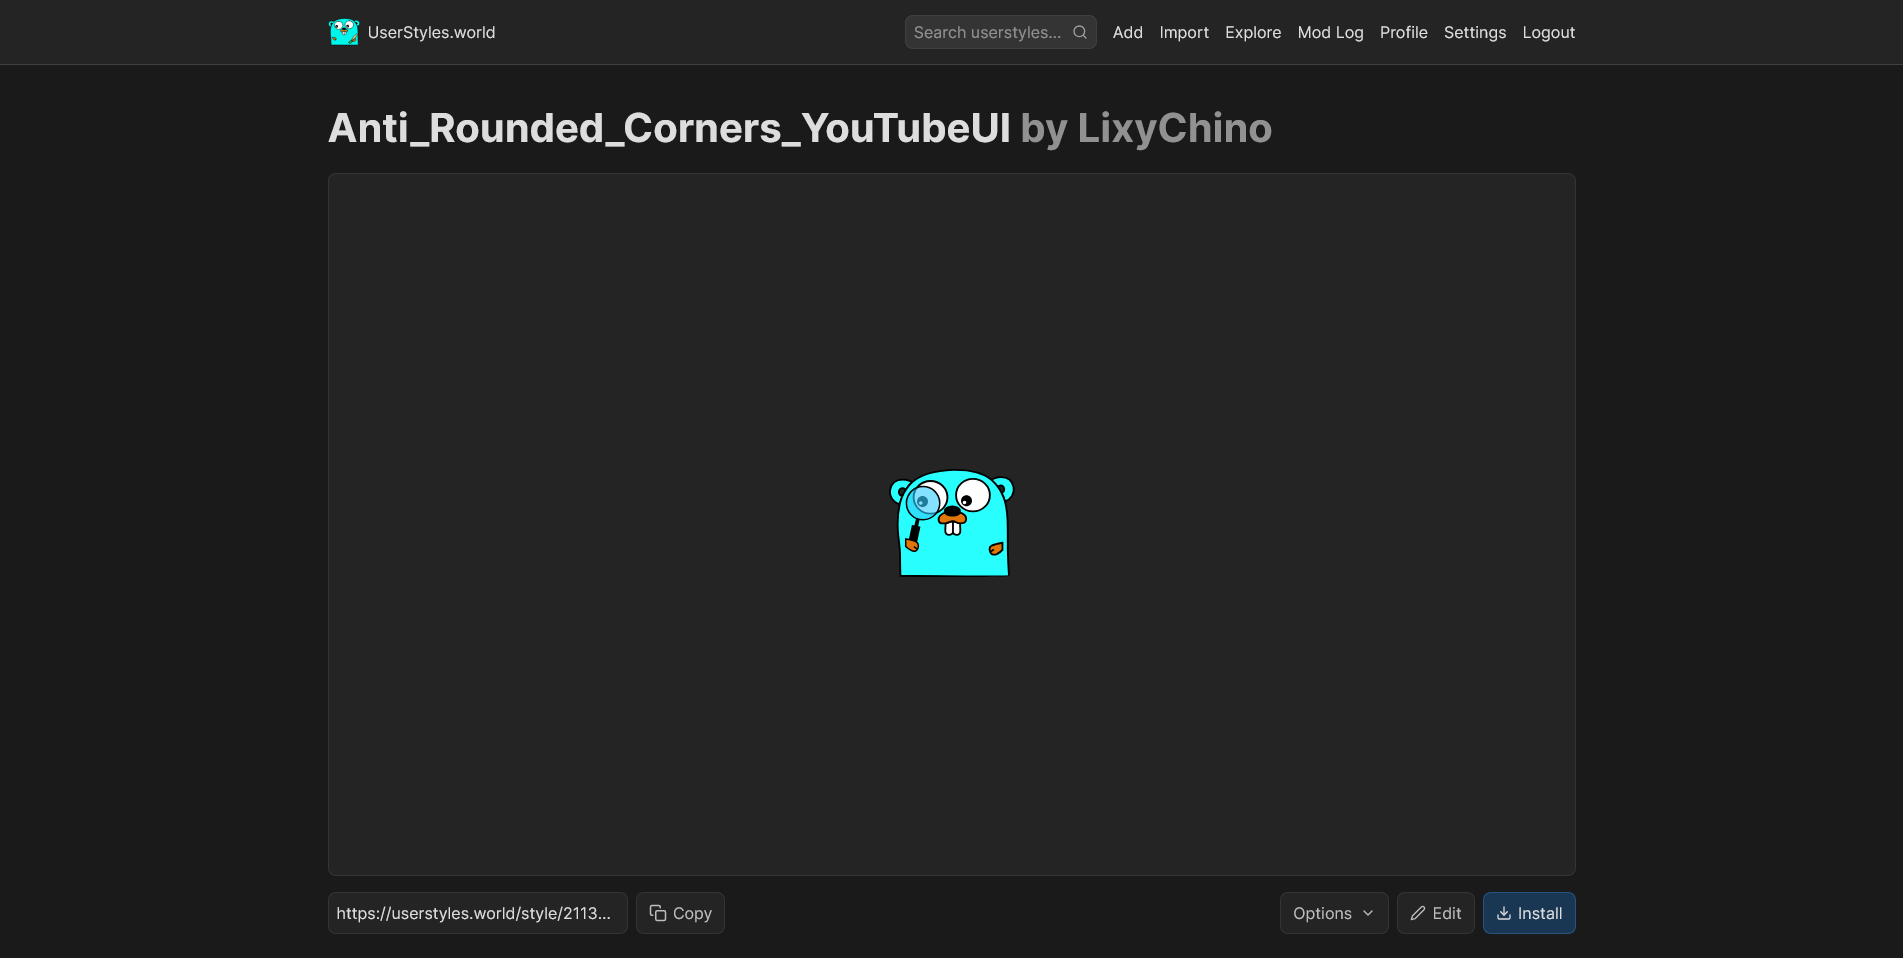 UserStyles.world
Search userstyles... Add Import Explore Mod Log Profile Settings Logout
Anti_Rounded_Corners_YouTubeUI by LixyChino
https://userstyles.world/style/2113... Copy Options Edit Install